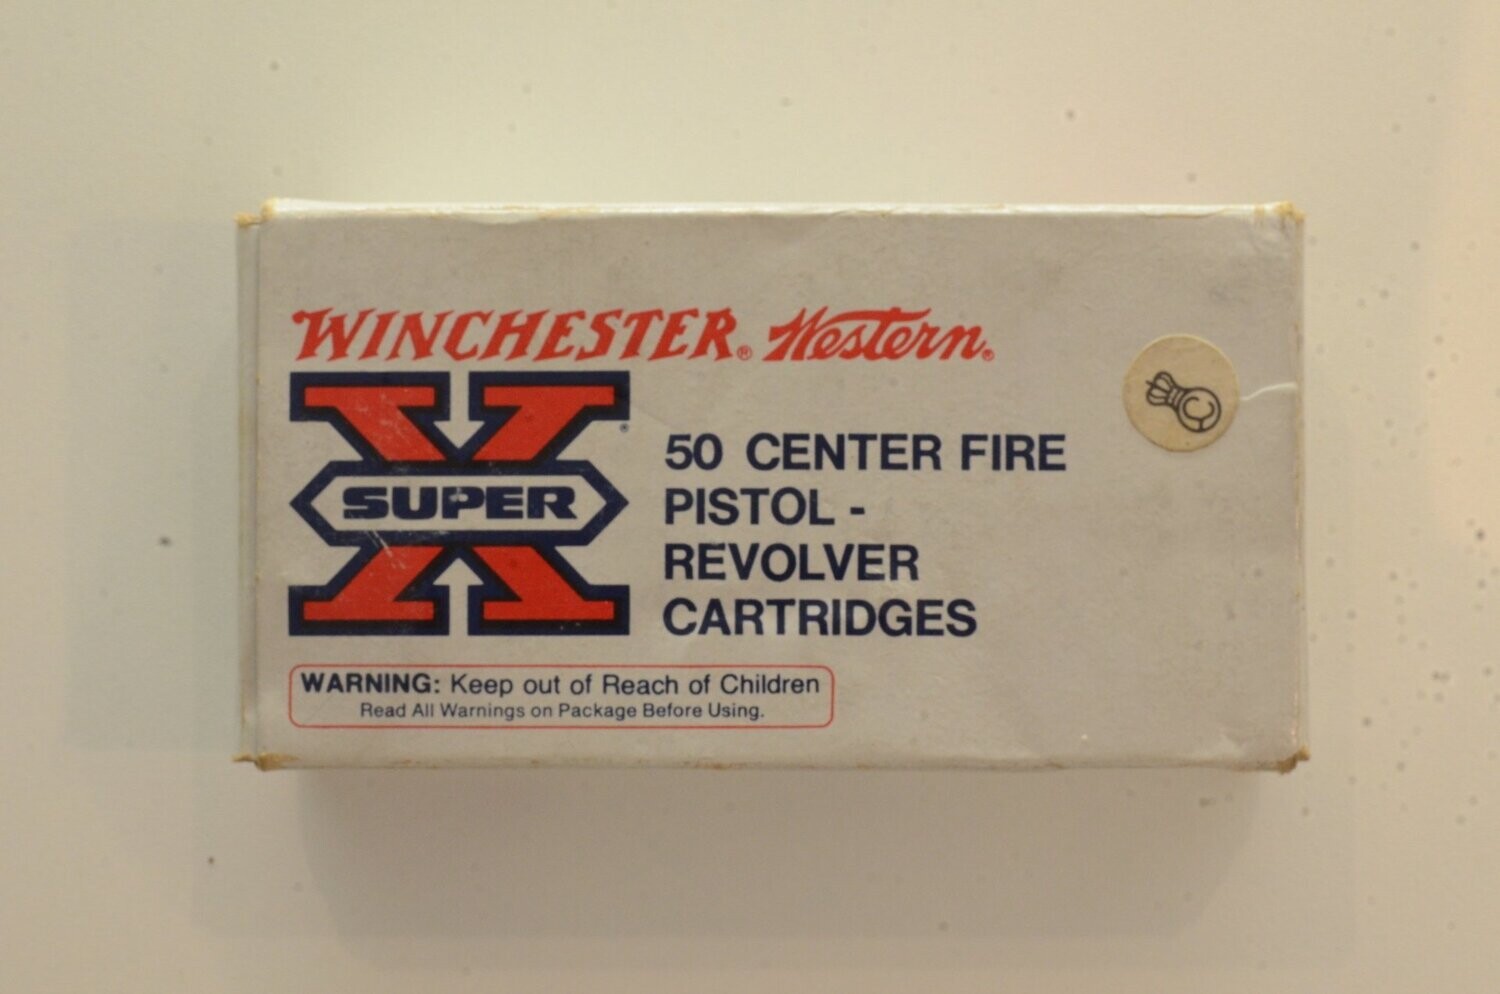 WINCHESTER® Western®
X®
SUPER
50 CENTER FIRE
PISTOL -
REVOLVER
CARTRIDGES
WARNING: Keep out of Reach of Children
Read All Warnings on Package Before Using.
C